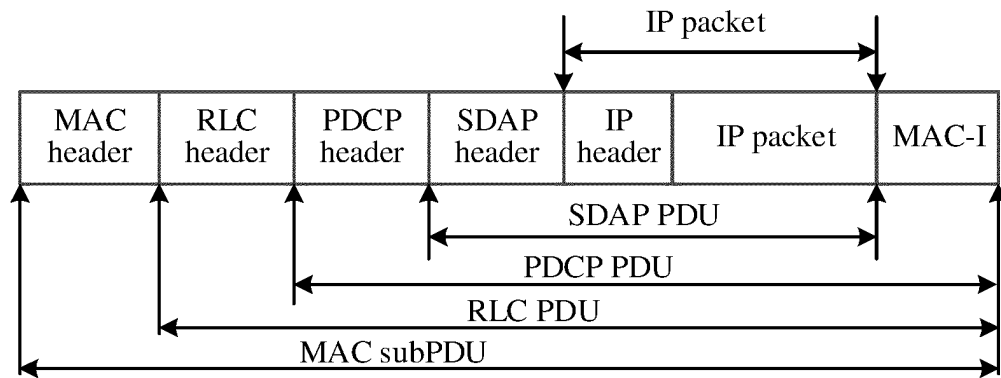 IP packet
MAC header
RLC header
PDCP header
SDAP header
IP header
IP packet
MAC-I
SDAP PDU
PDCP PDU
RLC PDU
MAC subPDU